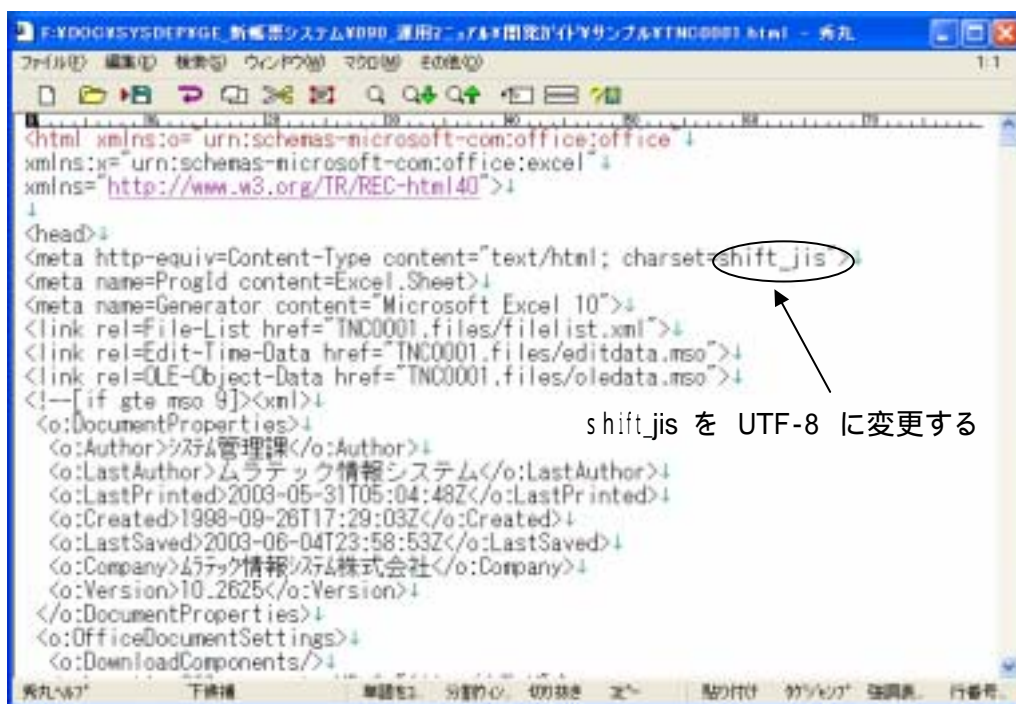 F:¥DOC¥SYSDEP¥GE_新帳票システム¥090_運用マニュアル¥開発ガイド¥サンプル¥TNC0001.html - 秀丸
ファイル(F) 編集(E) 検索(S) ウィンドウ(W) マクロ(M) その他(O) 1:1
<html xmlns:o="urn:schemas-microsoft-com:office:office"↓
xmlns:x="urn:schemas-microsoft-com:office:excel"↓
xmlns="http://www.w3.org/TR/REC-html40">↓
↓
<head>↓
<meta http-equiv=Content-Type content="text/html; charset=shift_jis">↓
<meta name=ProgId content=Excel.Sheet>↓
<meta name=Generator content="Microsoft Excel 10">↓
<link rel=File-List href="TNC0001.files/filelist.xml">↓
<link rel=Edit-Time-Data href="TNC0001.files/editdata.mso">↓
<link rel=OLE-Object-Data href="TNC0001.files/oledata.mso">↓
<!--[if gte mso 9]><xml>↓
<o:DocumentProperties>↓
shift_jis を UTF-8 に変更する
<o:Author>システム管理課</o:Author>↓
<o:LastAuthor>ムラテック情報システム</o:LastAuthor>↓
<o:LastPrinted>2003-05-31T05:04:48Z</o:LastPrinted>↓
<o:Created>1998-09-26T17:29:03Z</o:Created>↓
<o:LastSaved>2003-06-04T23:58:53Z</o:LastSaved>↓
<o:Company>ムラテック情報システム株式会社</o:Company>↓
<o:Version>10.2625</o:Version>↓
</o:DocumentProperties>↓
<o:OfficeDocumentSettings>↓
<o:DownloadComponents/>↓
秀丸ヘルプ 下候補 単語をコ.. 分割ウィン.. 切り抜き コピー 貼り付け タグジャンプ 強調表.. 行番号..